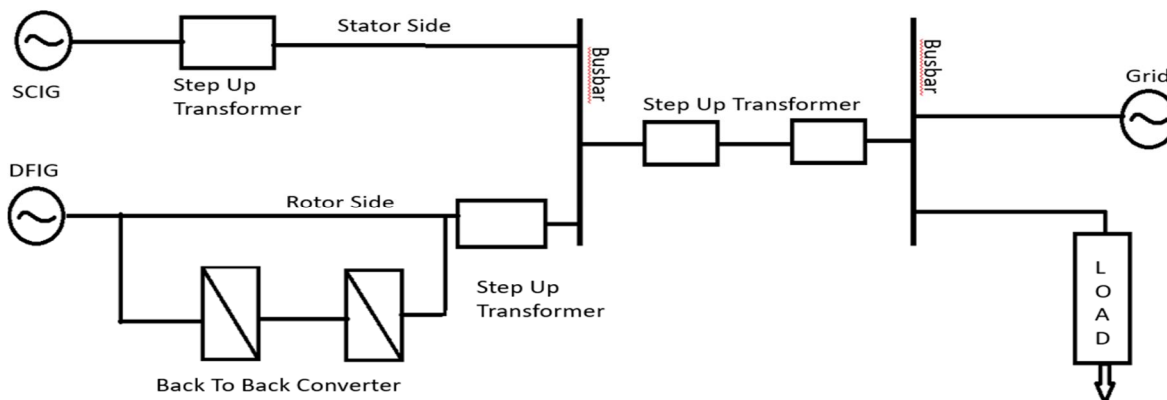 Stator Side
SCIG
Step Up
Transformer
Busbar
Step Up Transformer
Busbar
Grid
DFIG
Rotor Side
Step Up
Transformer
Back To Back Converter
L
O
A
D